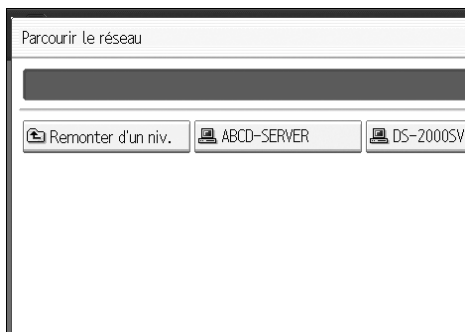 Parcourir le réseau
Remonter d'un niv. ABCD-SERVER DS-2000SV